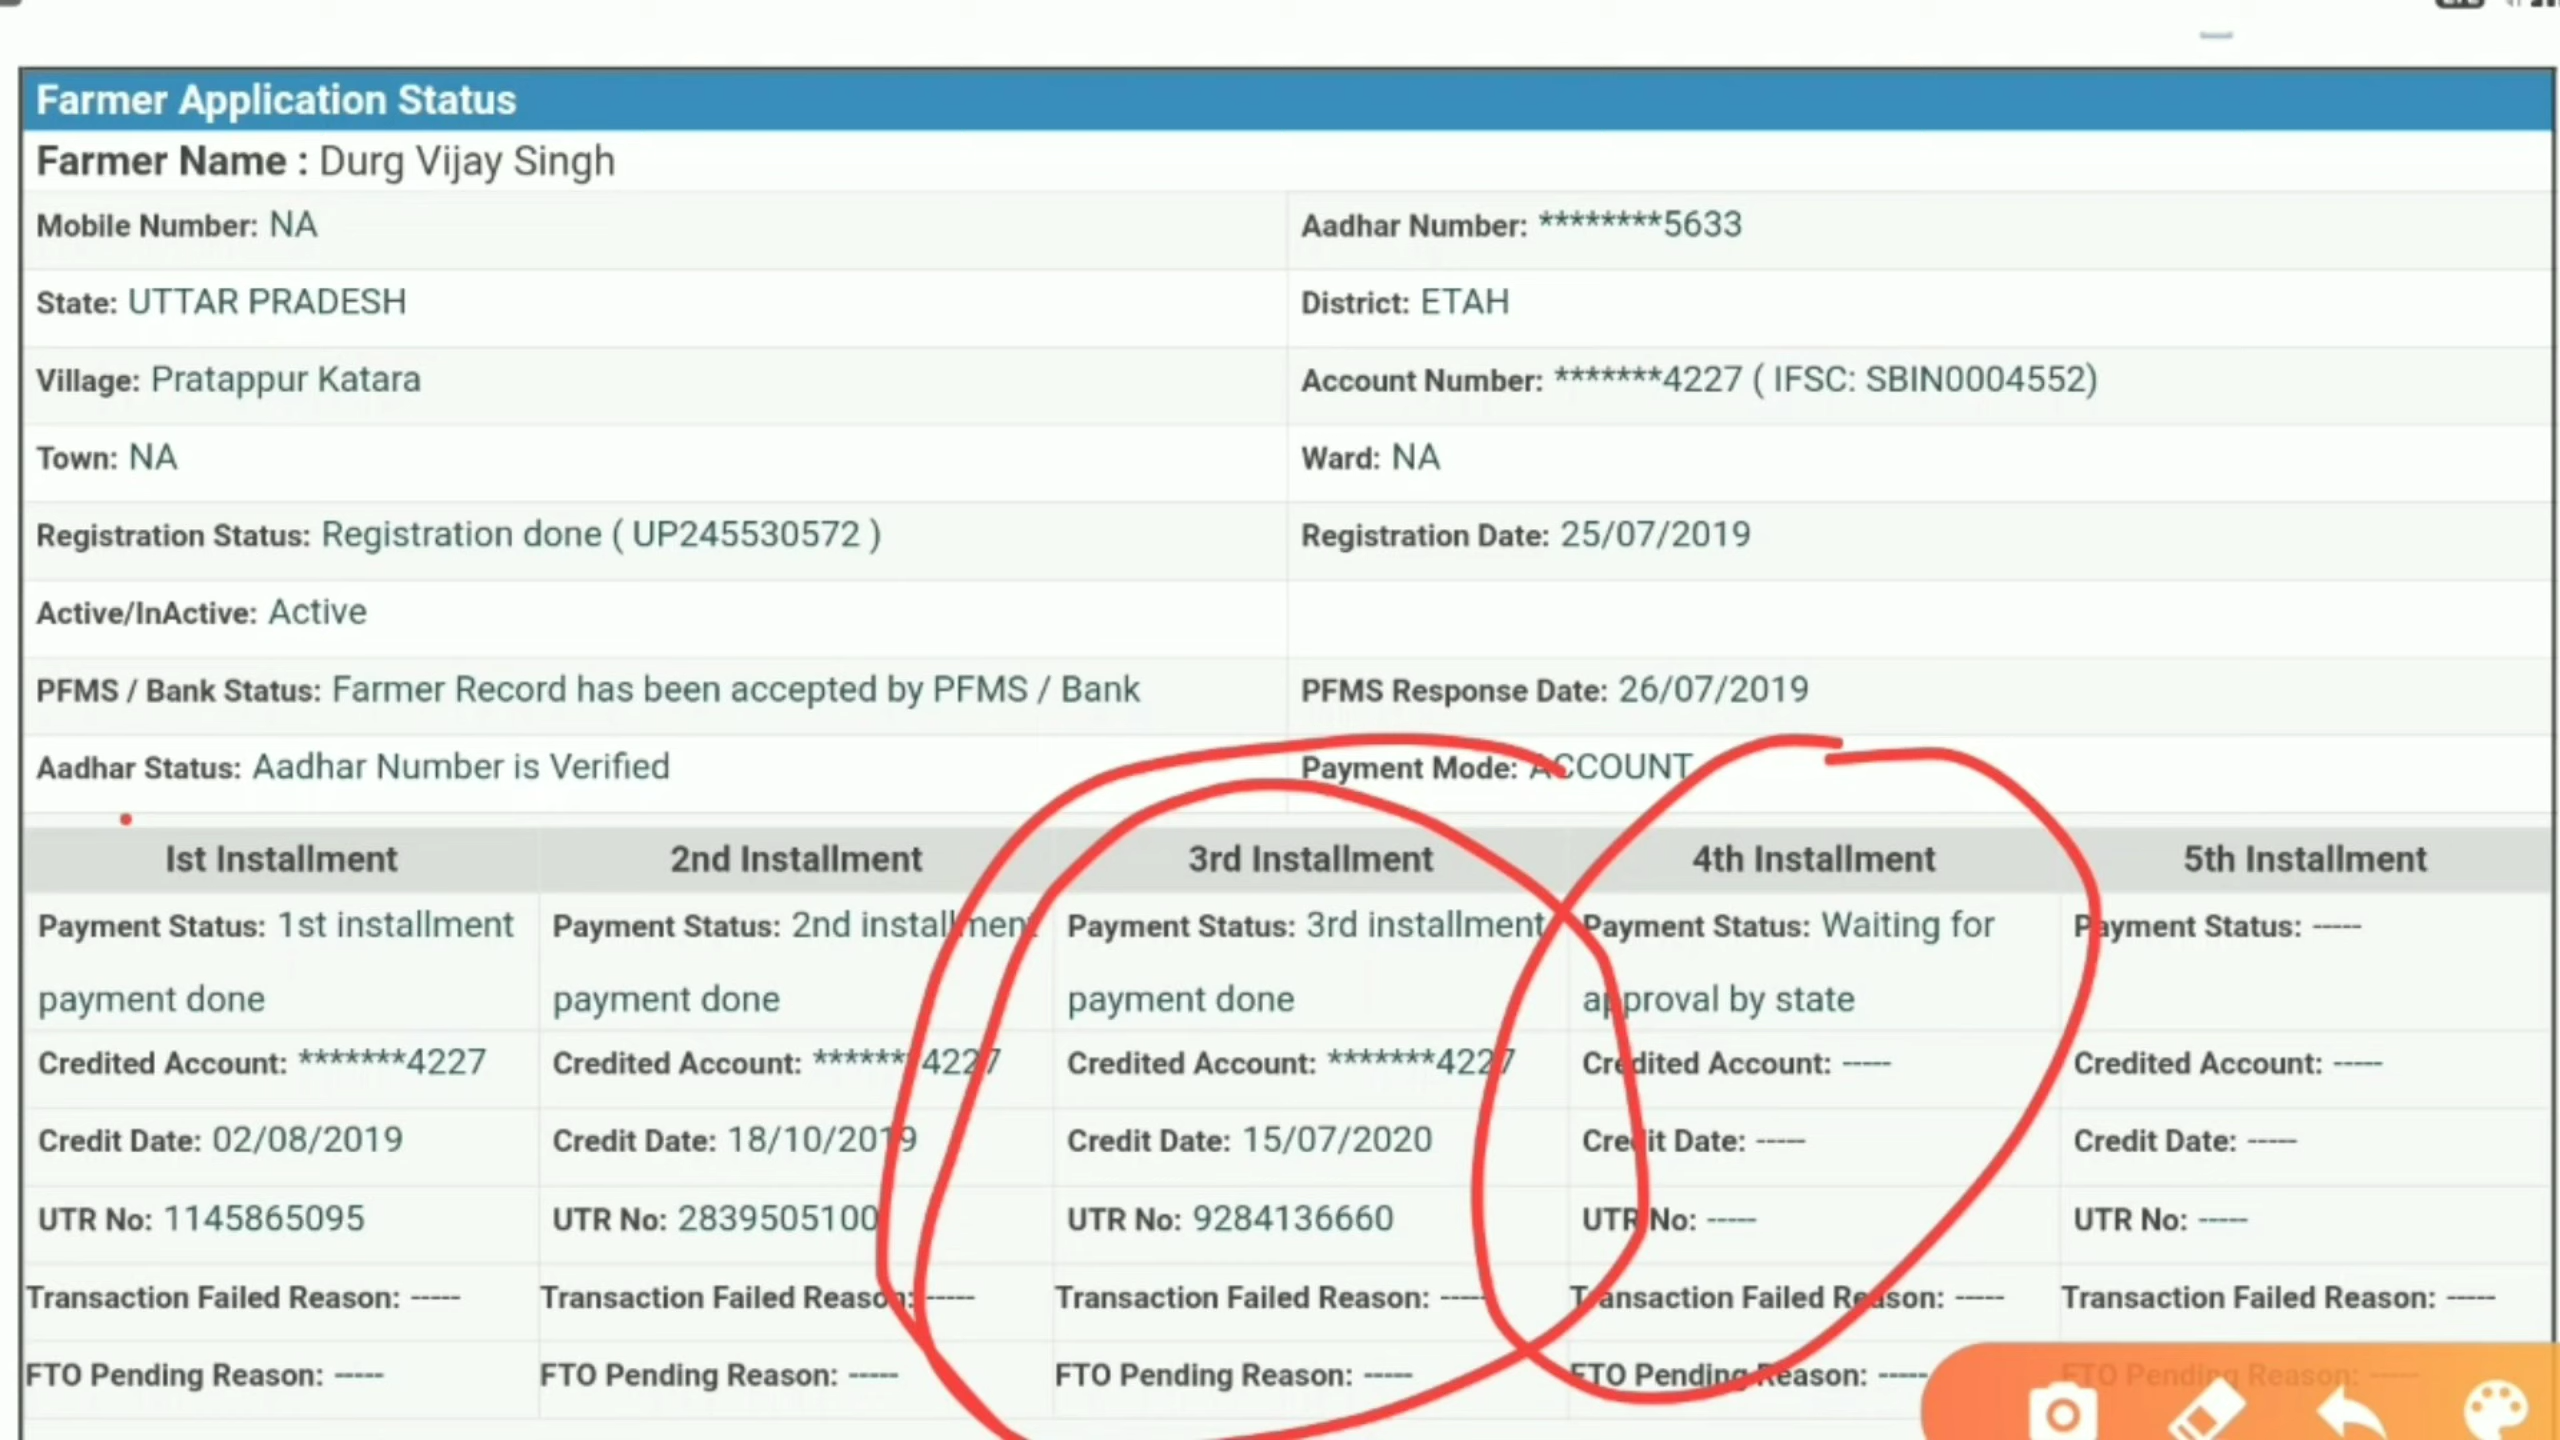 Farmer Application Status
Farmer Name : Durg Vijay Singh
Mobile Number: NA
Aadhar Number: ********5633
State: UTTAR PRADESH
District: ETAH
Village: Pratappur Katara
Account Number: *******4227 ( IFSC: SBIN0004552)
Town: NA
Ward: NA
Registration Status: Registration done ( UP245530572 )
Registration Date: 25/07/2019
Active/InActive: Active
PFMS / Bank Status: Farmer Record has been accepted by PFMS / Bank
PFMS Response Date: 26/07/2019
Aadhar Status: Aadhar Number is Verified
Payment Mode: ACCOUNT
Ist Installment
2nd Installment
3rd Installment
4th Installment
5th Installment
Payment Status: 1st installment
payment done
Payment Status: 2nd installment
payment done
Payment Status: 3rd installment
payment done
Payment Status: Waiting for
approval by state
Payment Status: -----
Credited Account: *******4227
Credited Account: *******4227
Credited Account: *******4227
Credited Account: -----
Credited Account: -----
Credit Date: 02/08/2019
Credit Date: 18/10/2019
Credit Date: 15/07/2020
Credit Date: -----
Credit Date: -----
UTR No: 1145865095
UTR No: 2839505100
UTR No: 9284136660
UTR No: -----
UTR No: -----
Transaction Failed Reason: -----
Transaction Failed Reason: -----
Transaction Failed Reason: -----
Transaction Failed Reason: -----
Transaction Failed Reason: -----
FTO Pending Reason: -----
FTO Pending Reason: -----
FTO Pending Reason: -----
FTO Pending Reason: -----
FTO Pending Reason: -----